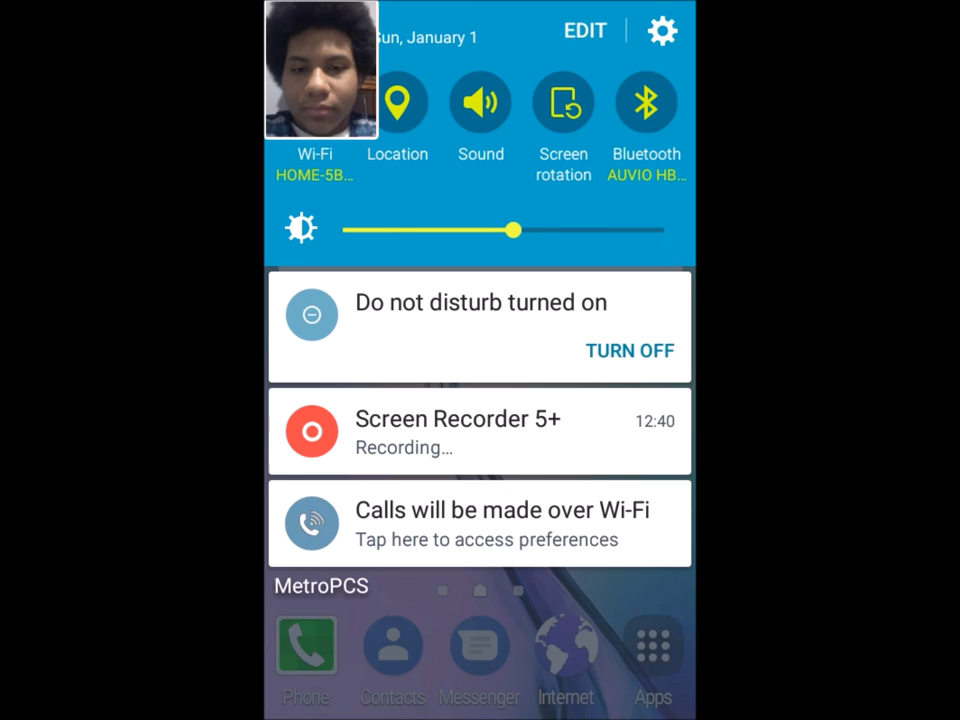 Sun, January 1
EDIT
Wi-Fi
HOME-5B...
Location
Sound
Screen
rotation
Bluetooth
AUVIO HB...
Do not disturb turned on
TURN OFF
Screen Recorder 5+
12:40
Recording...
Calls will be made over Wi-Fi
Tap here to access preferences
MetroPCS
Phone
Contacts
Messenger
Internet
Apps